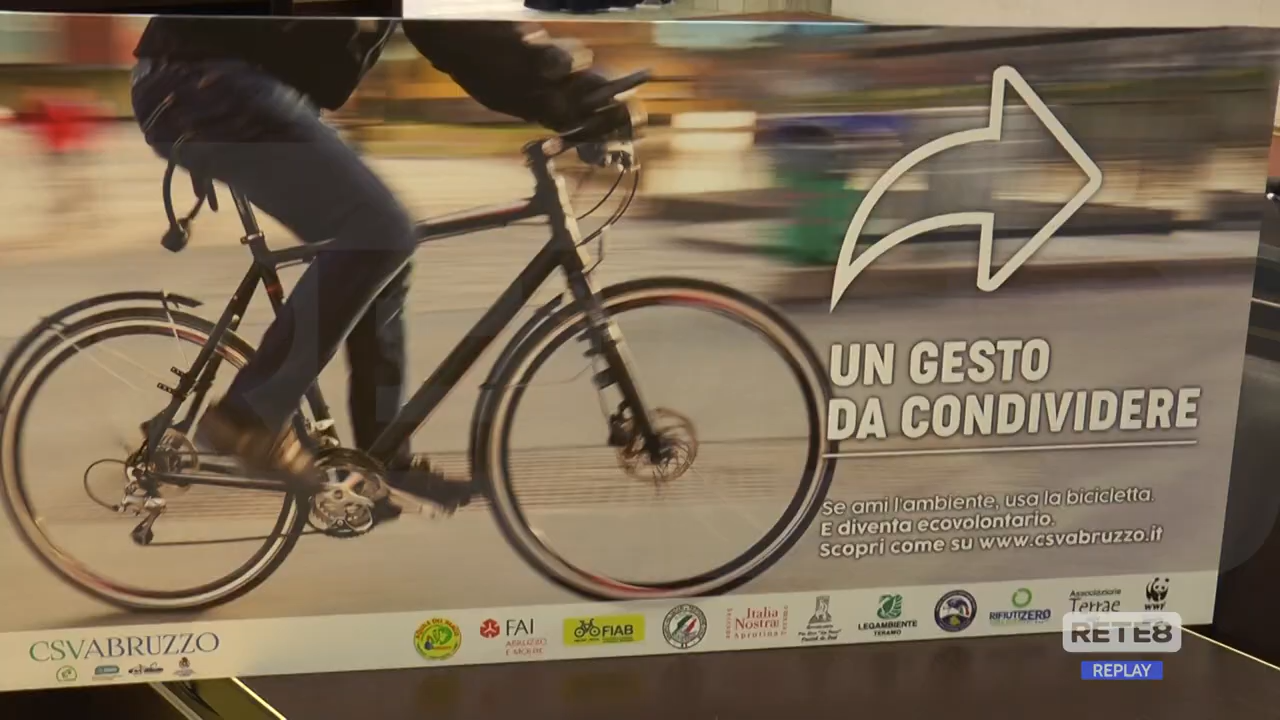 UN GESTO
DA CONDIVIDERE
Se ami l'ambiente, usa la bicicletta.
E diventa ecovolontario.
Scopri come su www.csvabruzzo.it
CSVABRUZZO
FAI
ABRUZZO
E MOLISE
FIAB
Italia
Nostra
Aprutina
LEGAMBIENTE
TERAMO
RIFIUTIZERO
Associazione
Terrae
WWF
RETE8
REPLAY